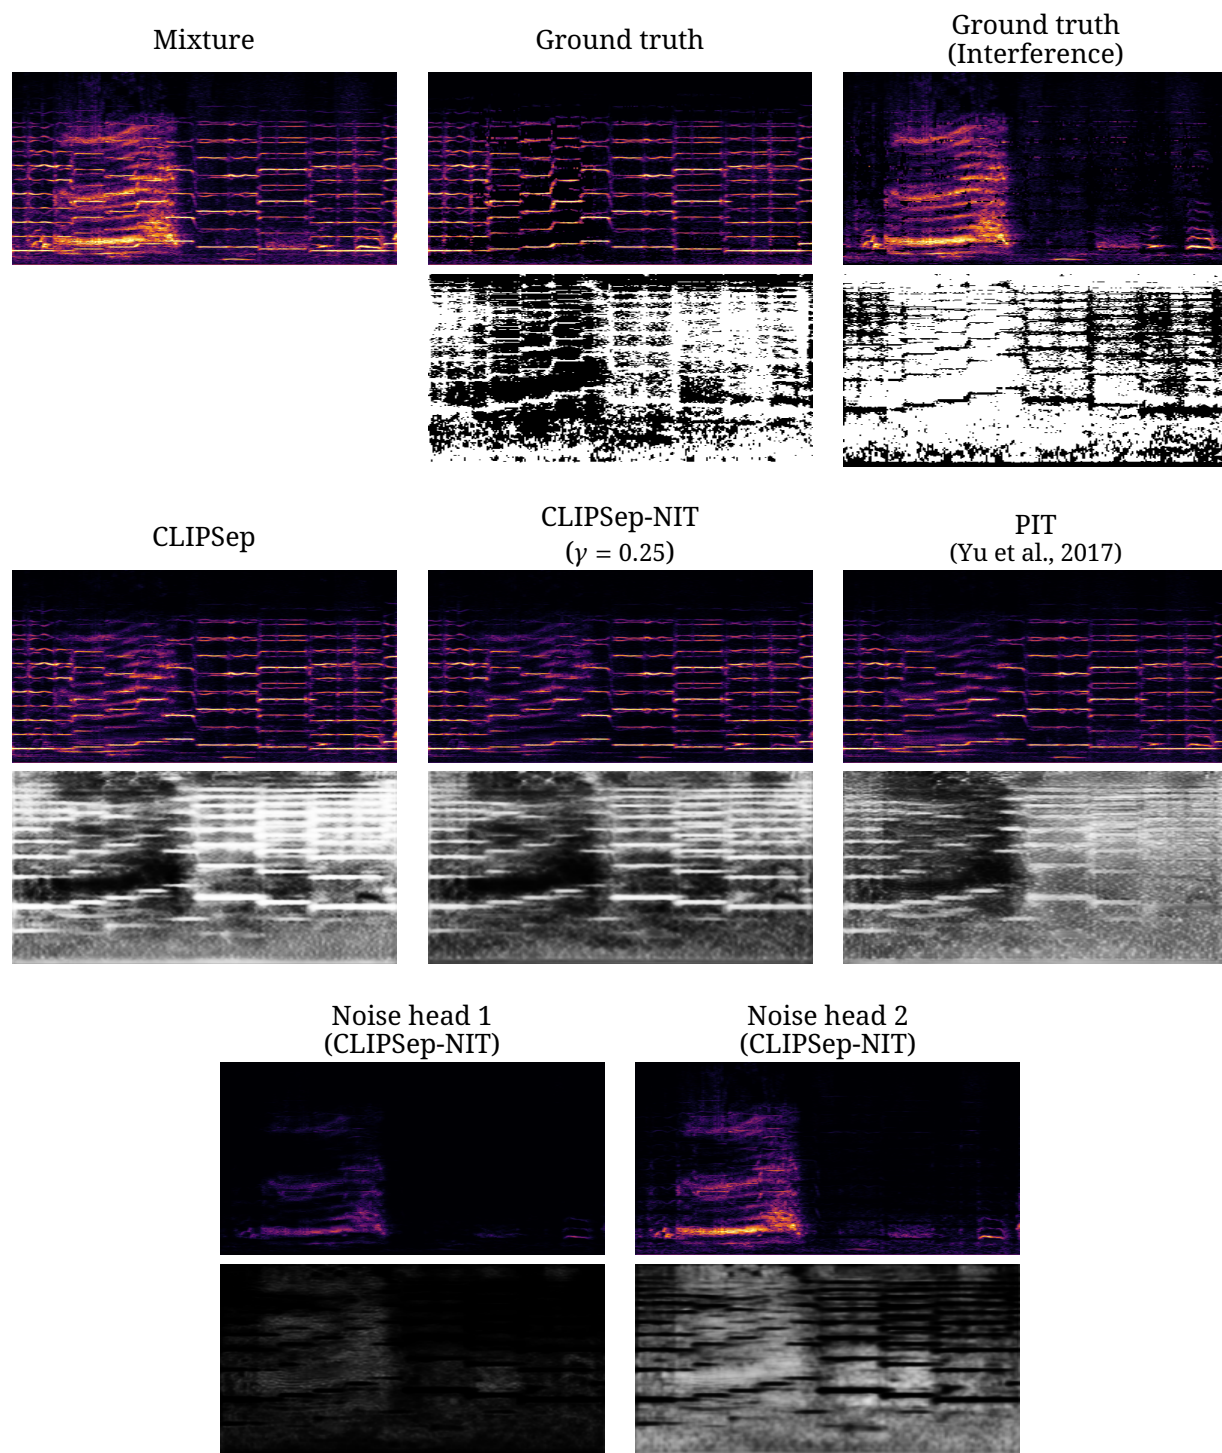 Mixture
Ground truth
Ground truth
(Interference)
CLIPSep
CLIPSep-NIT
(γ = 0.25)
PIT
(Yu et al., 2017)
Noise head 1
(CLIPSep-NIT)
Noise head 2
(CLIPSep-NIT)